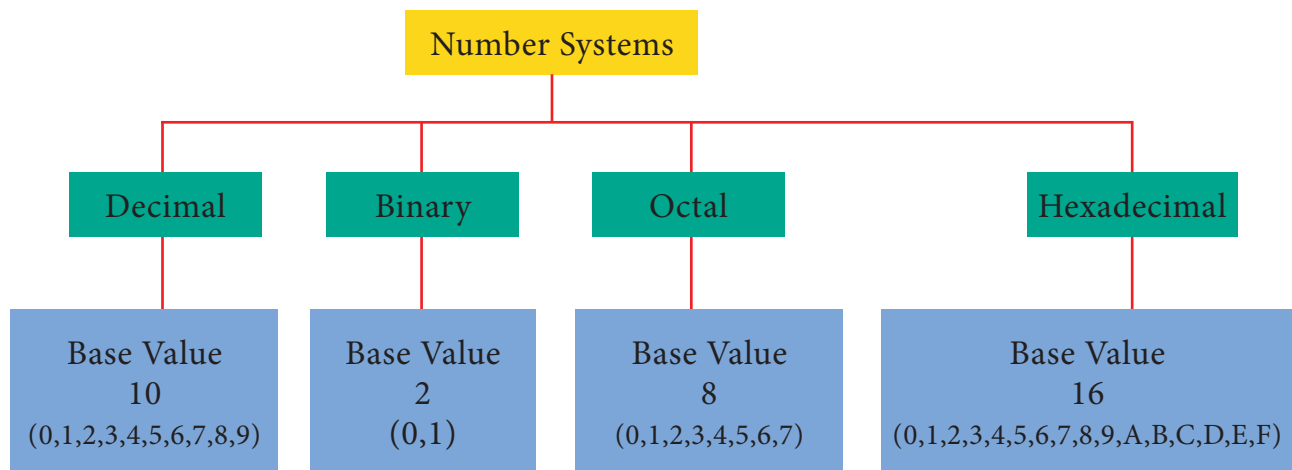 Number Systems
Decimal
Binary
Octal
Hexadecimal
Base Value
10
(0,1,2,3,4,5,6,7,8,9)
Base Value
2
(0,1)
Base Value
8
(0,1,2,3,4,5,6,7)
Base Value
16
(0,1,2,3,4,5,6,7,8,9,A,B,C,D,E,F)